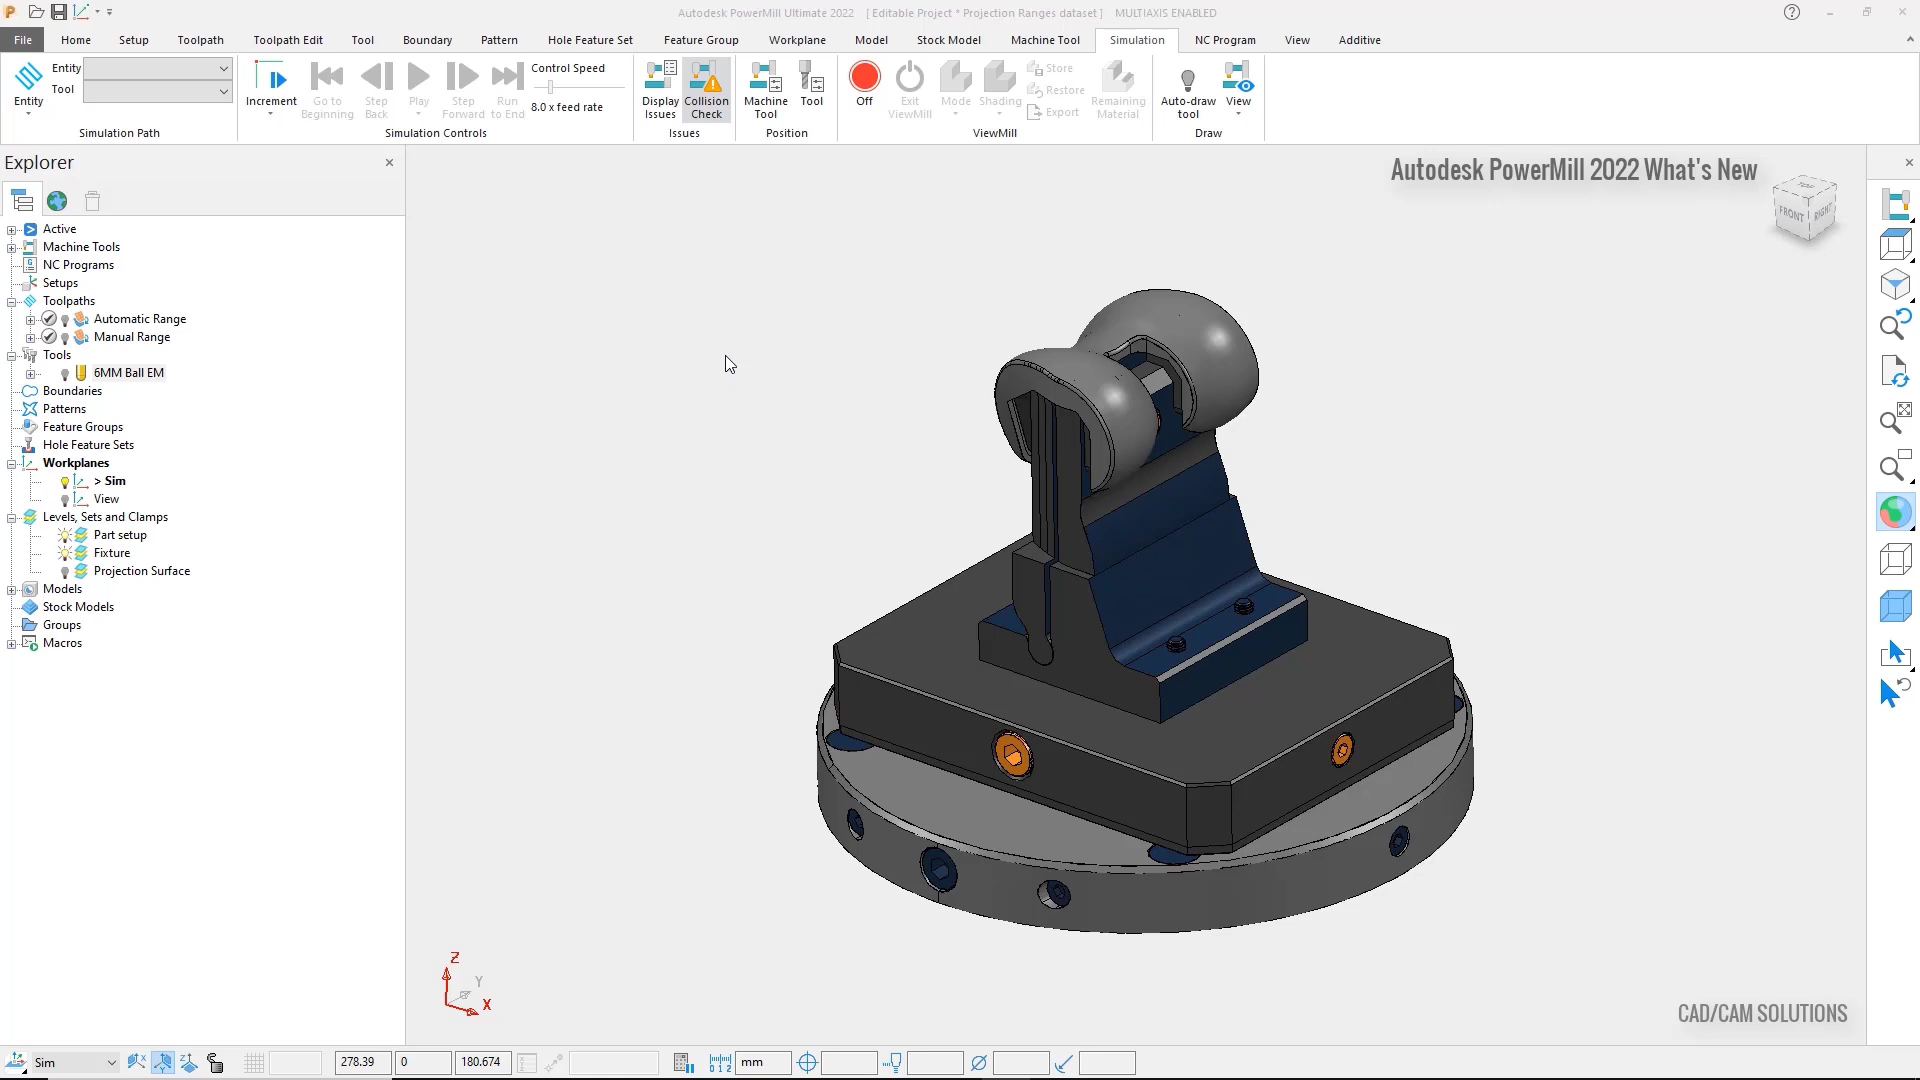 Autodesk PowerMill Ultimate 2022 [ Editable Project * Projection Ranges dataset ] MULTIAXIS ENABLED
File Home Setup Toolpath Toolpath Edit Tool Boundary Pattern Hole Feature Set Feature Group Workplane Model Stock Model Machine Tool Simulation NC Program View Additive
Entity
Entity
Tool
Simulation Path
Increment
Go to Beginning
Step Back
Play
Step Forward
Run to End
Control Speed
8.0 x feed rate
Simulation Controls
Display Issues
Collision Check
Issues
Machine Tool
Tool
Position
Off
Exit ViewMill
Mode
Shading
Store
Restore
Export
Remaining Material
ViewMill
Auto-draw tool
View
Draw
Explorer
Active
Machine Tools
NC Programs
Setups
Toolpaths
Automatic Range
Manual Range
Tools
6MM Ball EM
Boundaries
Patterns
Feature Groups
Hole Feature Sets
Workplanes
> Sim
View
Levels, Sets and Clamps
Part setup
Fixture
Projection Surface
Models
Stock Models
Groups
Macros
Autodesk PowerMill 2022 What's New
TOP
FRONT
RIGHT
Z
Y
X
CAD/CAM SOLUTIONS
Sim
278.39
0
180.674
mm